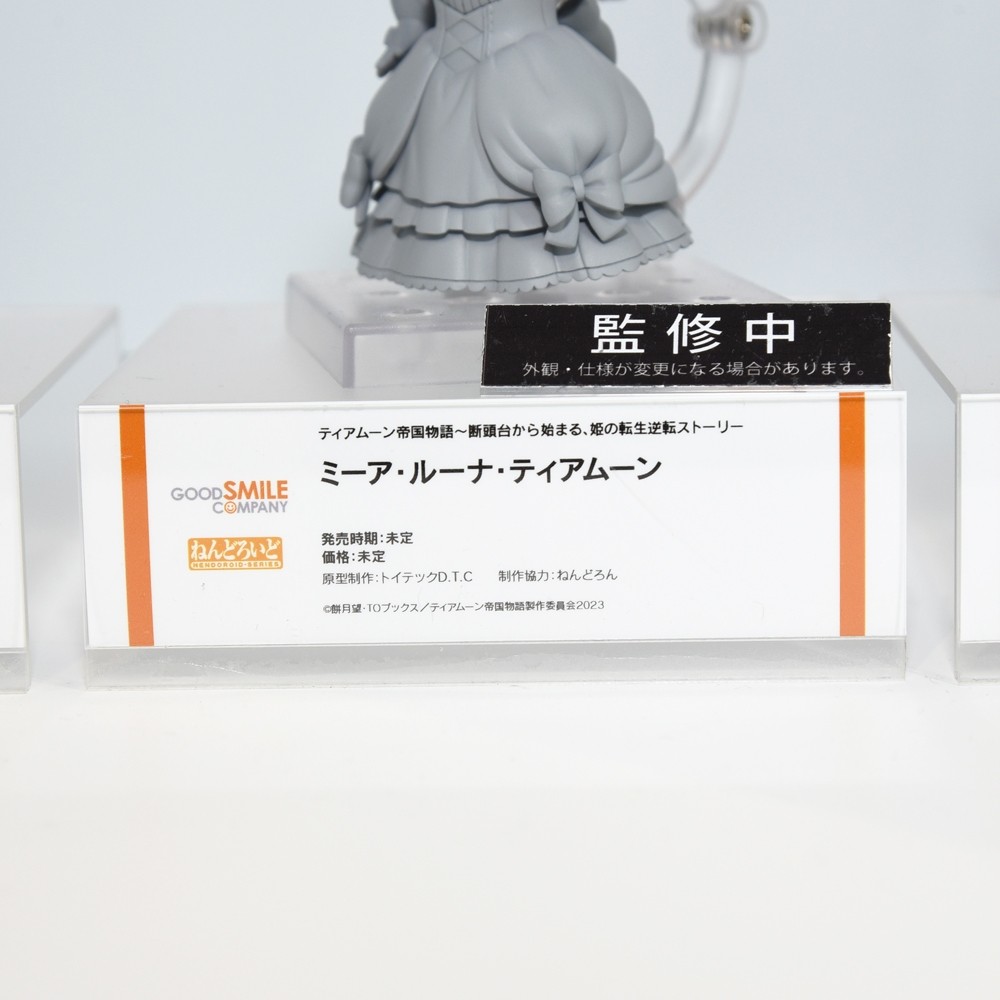 監修中
外観・仕様が変更になる場合があります。
ティアムーン帝国物語～断頭台から始まる、姫の転生逆転ストーリー
ミーア・ルーナ・ティアムーン
GOOD SMILE
COMPANY
ねんどろいど
NENDOROID-SERIES
発売時期：未定
価格：未定
原型制作：トイテックD.T.C 制作協力：ねんどろん
©餅月望・TOブックス／ティアムーン帝国物語製作委員会2023